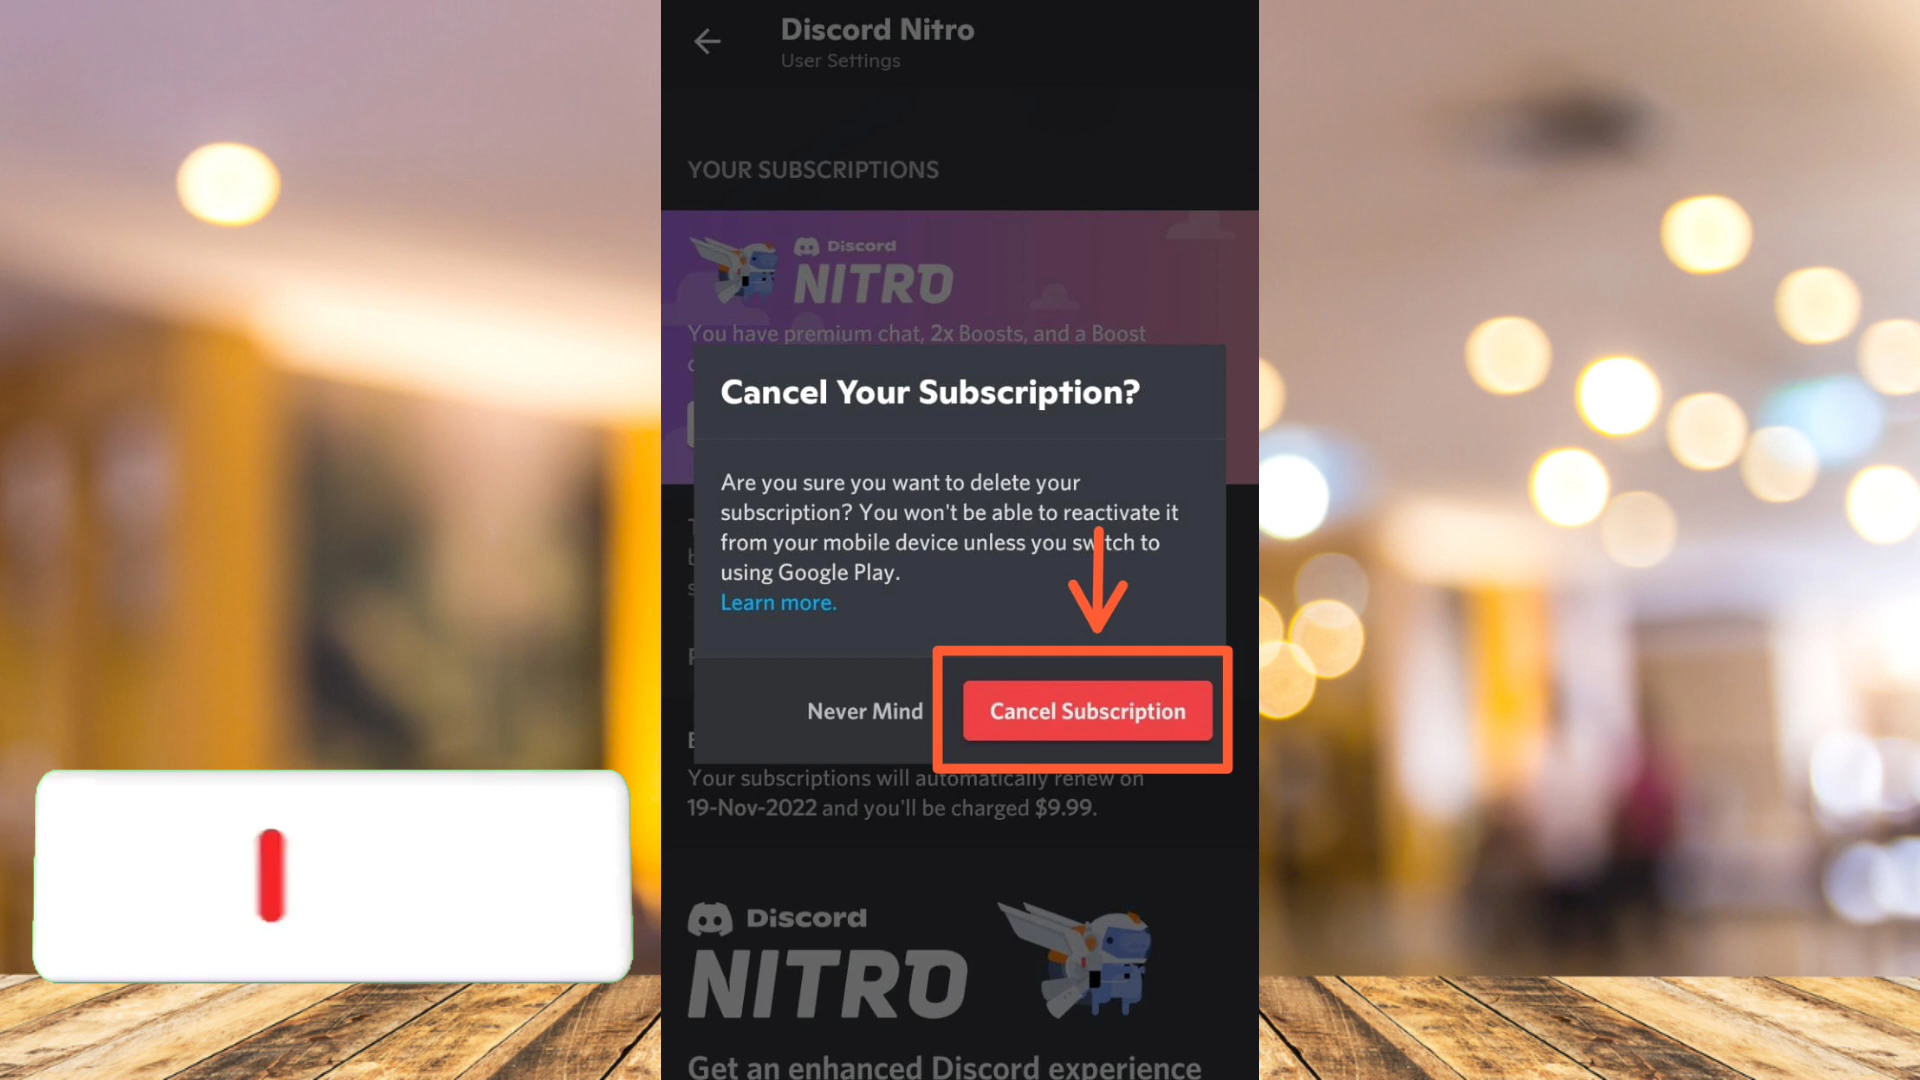 Discord Nitro
User Settings
YOUR SUBSCRIPTIONS
Discord
NITRO
You have premium chat, 2x Boosts, and a Boost
Cancel Your Subscription?
Are you sure you want to delete your
subscription? You won't be able to reactivate it
from your mobile device unless you switch to
using Google Play.
Learn more.
Never Mind
Cancel Subscription
Your subscriptions will automatically renew on
19-Nov-2022 and you'll be charged $9.99.
Discord
NITRO
Get an enhanced Discord experience